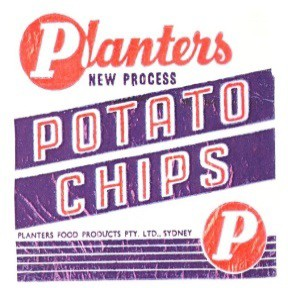 Planters
NEW PROCESS
POTATO
CHIPS
PLANTERS FOOD PRODUCTS PTY. LTD., SYDNEY
P